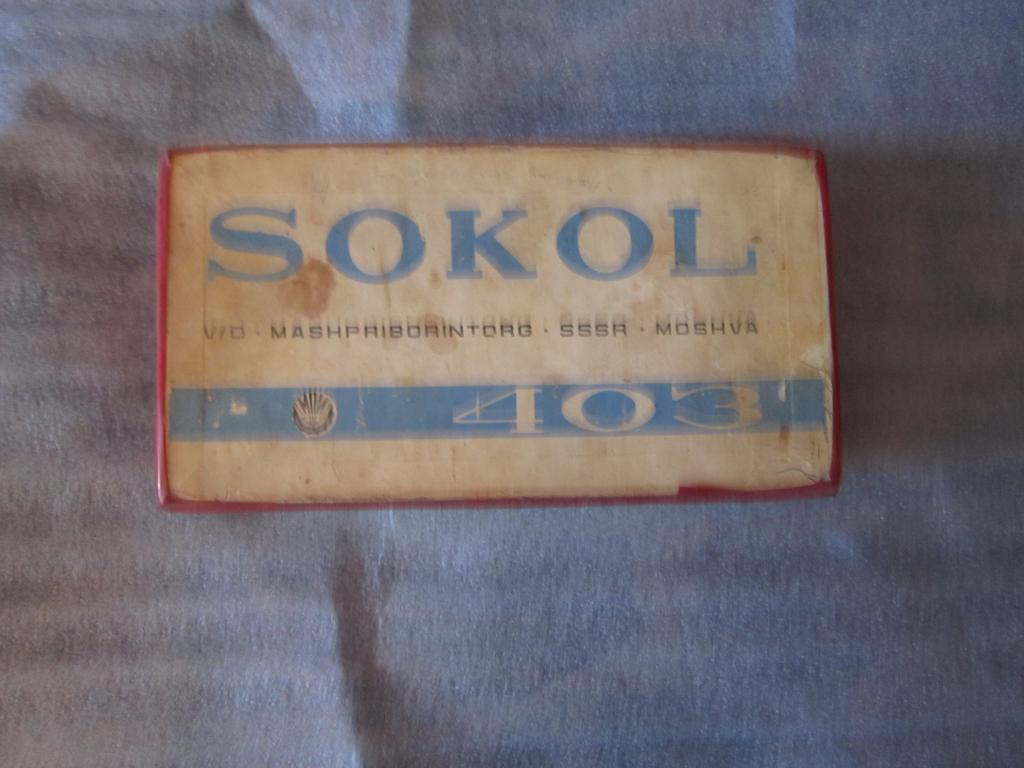 SOKOL
V/O · MASHPRIBORINTORG · SSSR · MOSHVA
403